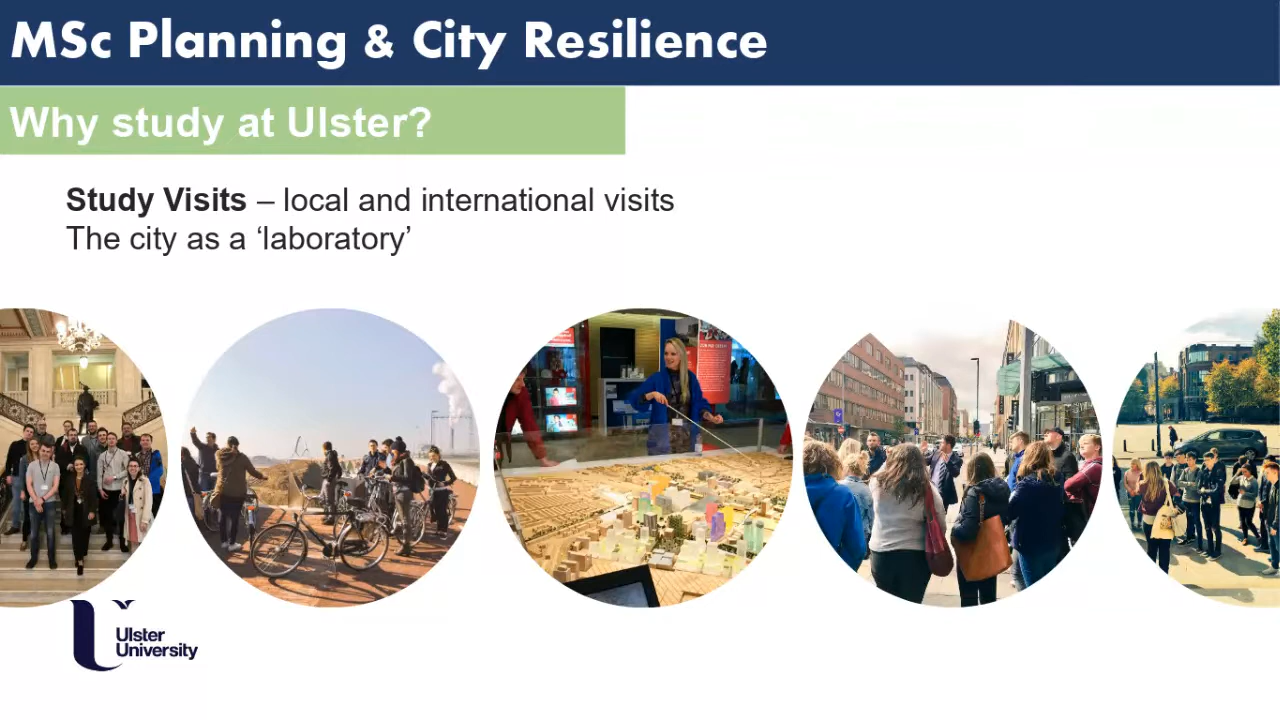 MSc Planning & City Resilience
Why study at Ulster?
Study Visits – local and international visits
The city as a ‘laboratory’
Ulster
University